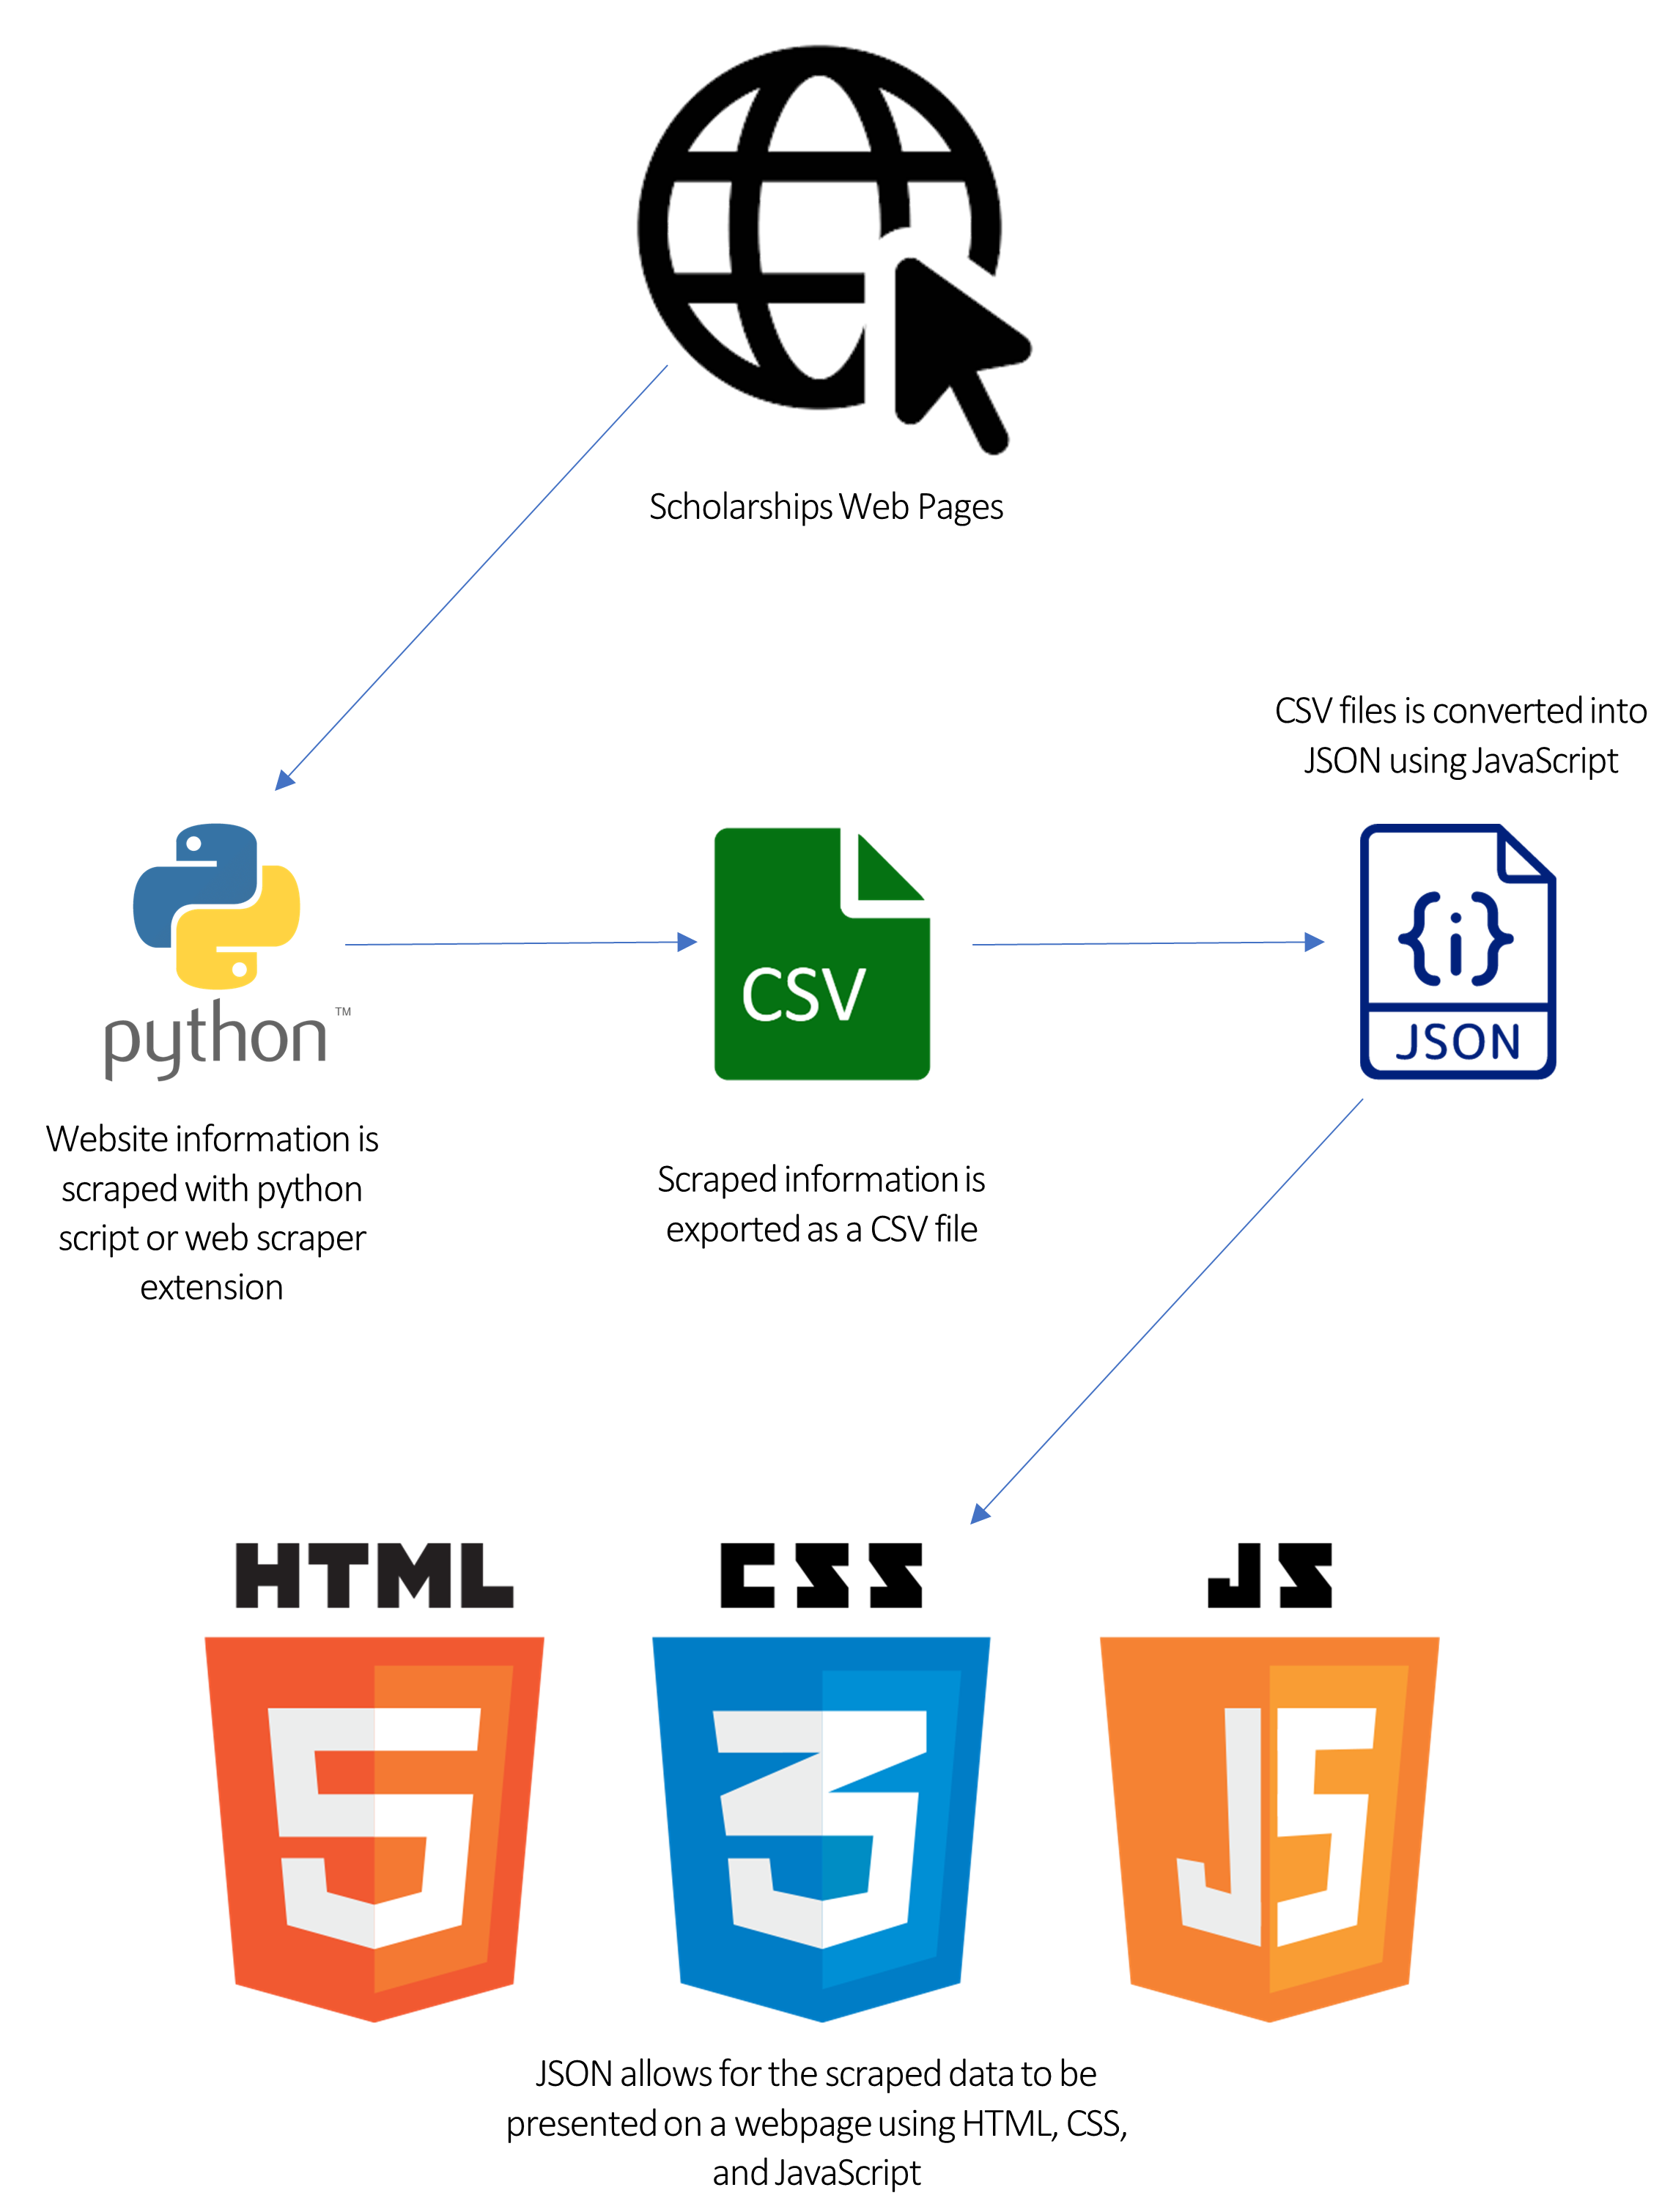 Scholarships Web Pages
CSV files is converted into
JSON using JavaScript
python
TM
CSV
JSON
Website information is
scraped with python
script or web scraper
extension
Scraped information is
exported as a CSV file
HTML
CSS
JS
5
3
JS
JSON allows for the scraped data to be
presented on a webpage using HTML, CSS,
and JavaScript